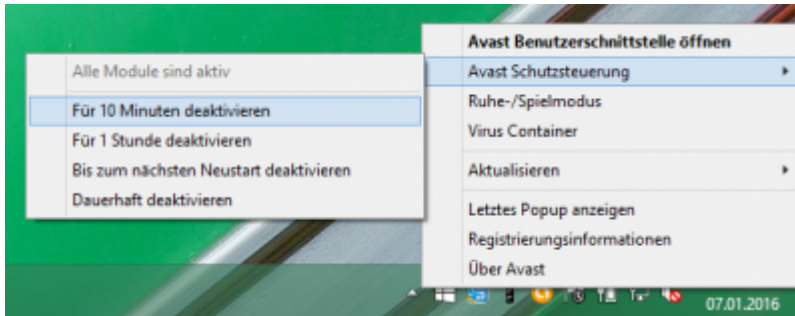 Avast Benutzerschnittstelle öffnen
Avast Schutzsteuerung
Ruhe-/Spielmodus
Virus Container
Aktualisieren
Letztes Popup anzeigen
Registrierungsinformationen
Über Avast
Alle Module sind aktiv
Für 10 Minuten deaktivieren
Für 1 Stunde deaktivieren
Bis zum nächsten Neustart deaktivieren
Dauerhaft deaktivieren
07.01.2016